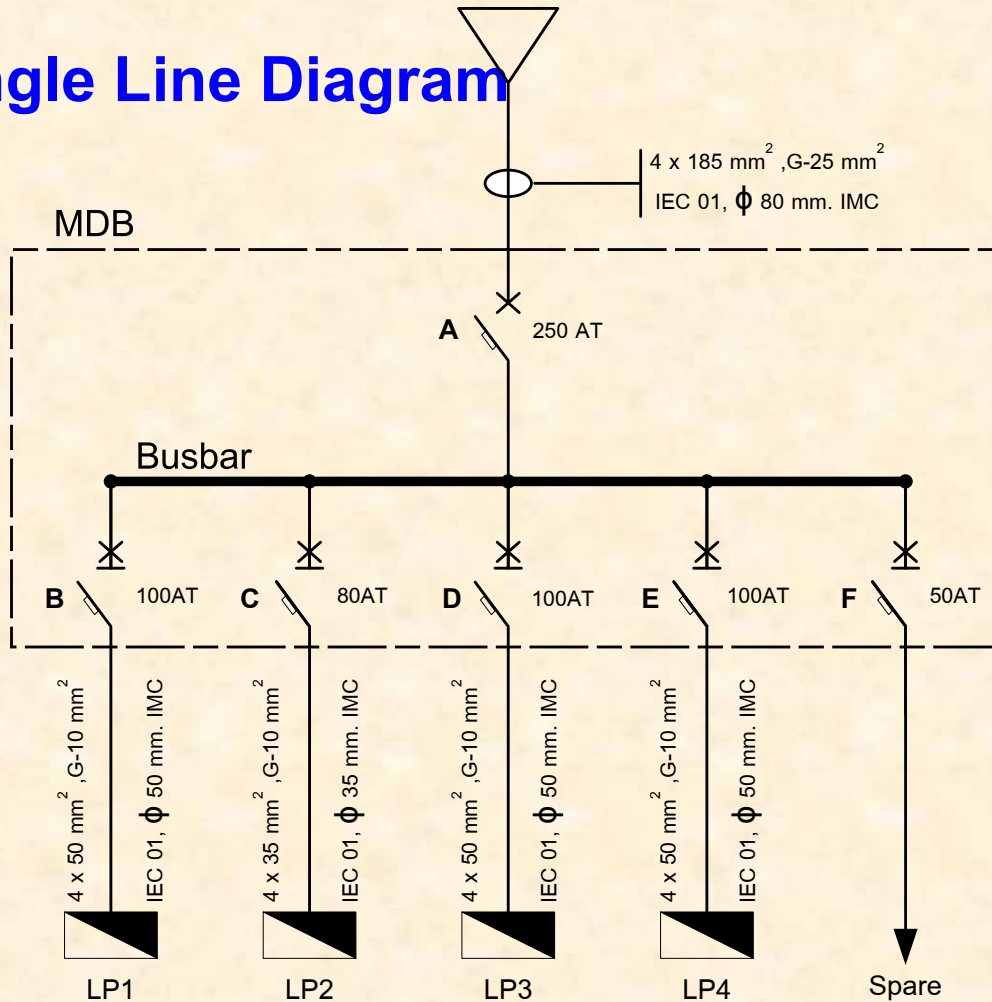 ngle Line Diagram
4 x 185 mm² ,G-25 mm²
IEC 01, ϕ 80 mm. IMC
MDB
A 250 AT
Busbar
B 100AT C 80AT D 100AT E 100AT F 50AT
4 x 50 mm² ,G-10 mm²
IEC 01, ϕ 50 mm. IMC
4 x 35 mm² ,G-10 mm²
IEC 01, ϕ 35 mm. IMC
4 x 50 mm² ,G-10 mm²
IEC 01, ϕ 50 mm. IMC
4 x 50 mm² ,G-10 mm²
IEC 01, ϕ 50 mm. IMC
LP1 LP2 LP3 LP4 Spare